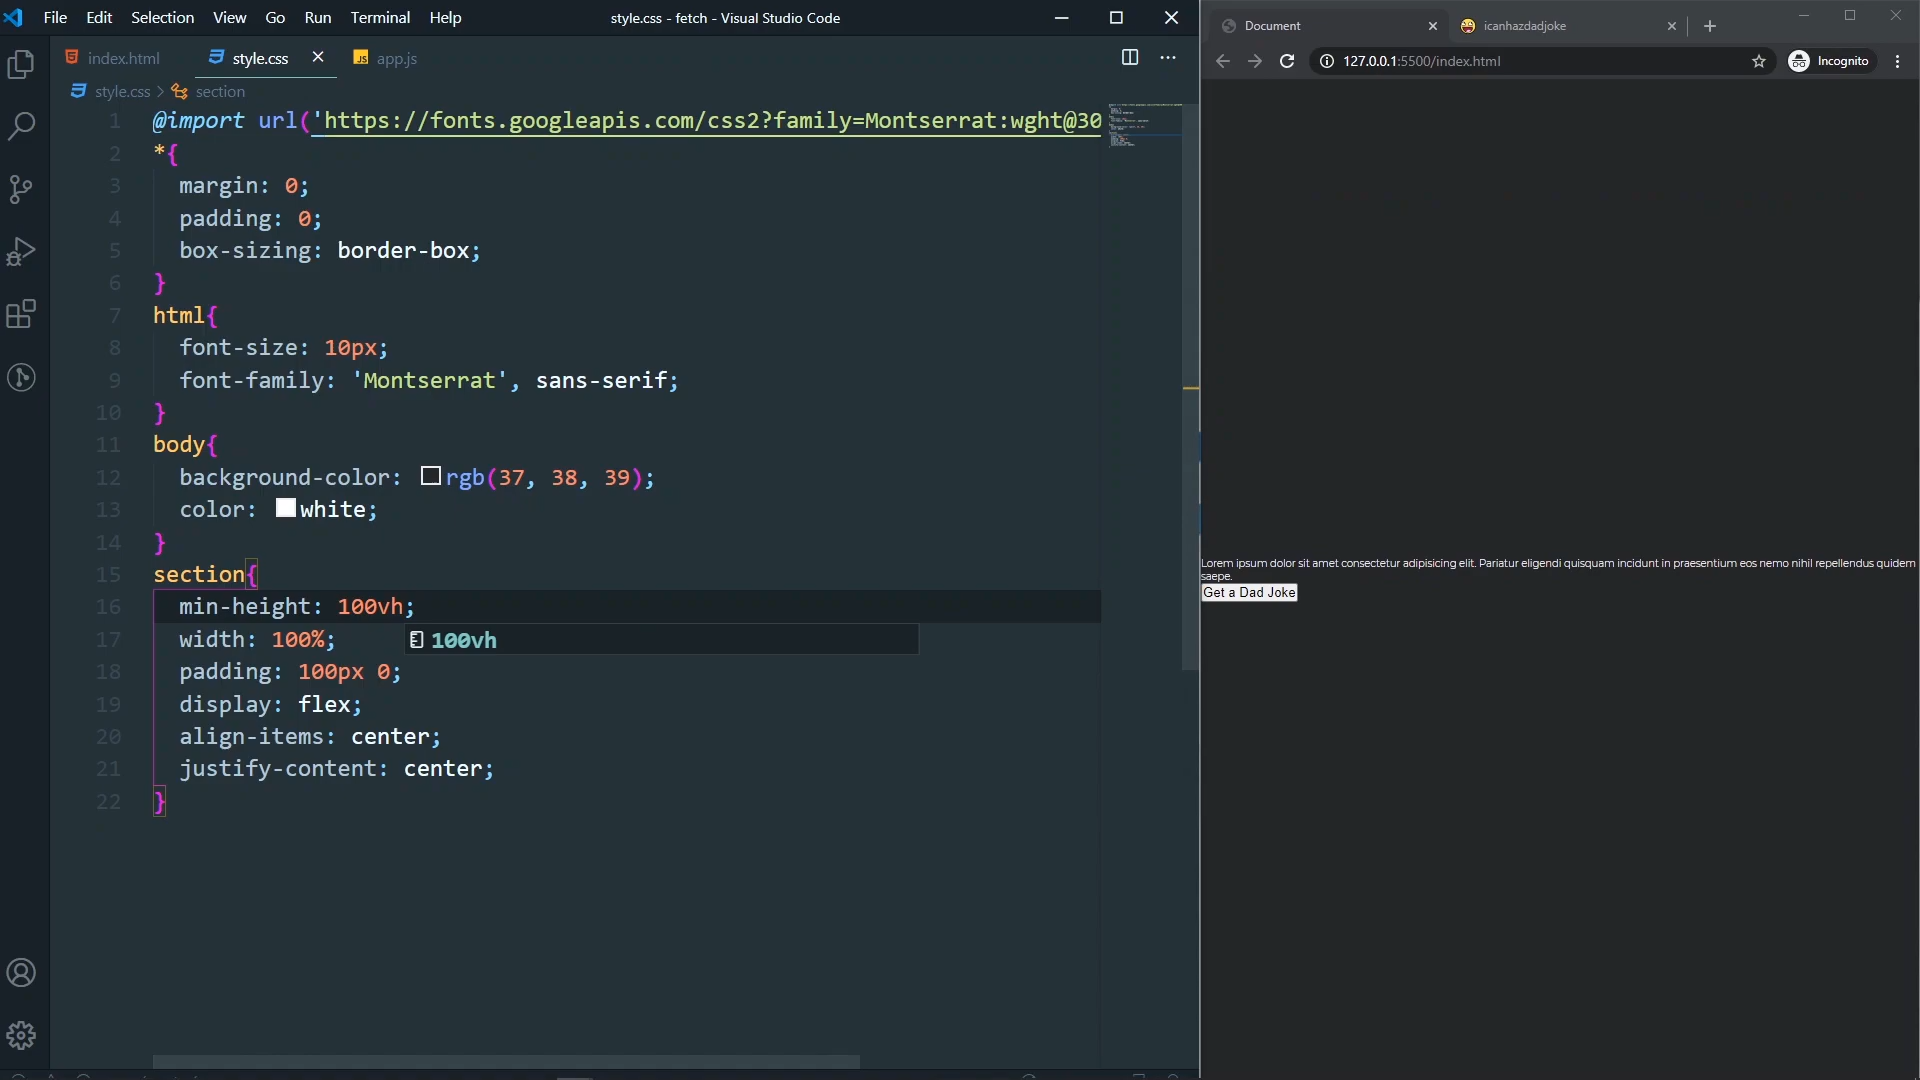 File Edit Selection View Go Run Terminal Help
style.css - fetch - Visual Studio Code
index.html style.css app.js
style.css > section
1 @import url('https://fonts.googleapis.com/css2?family=Montserrat:wght@30
2 *{
3 margin: 0;
4 padding: 0;
5 box-sizing: border-box;
6 }
7 html{
8 font-size: 10px;
9 font-family: 'Montserrat', sans-serif;
10 }
11 body{
12 background-color: rgb(37, 38, 39);
13 color: white;
14 }
15 section{
16 min-height: 100vh;
17 width: 100%;
100vh
18 padding: 100px 0;
19 display: flex;
20 align-items: center;
21 justify-content: center;
22 }
Document icanhazdadjoke
127.0.0.1:5500/index.html Incognito
Lorem ipsum dolor sit amet consectetur adipisicing elit. Pariatur eligendi quisquam incidunt in praesentium eos nemo nihil repellendus quidem
saepe.
Get a Dad Joke